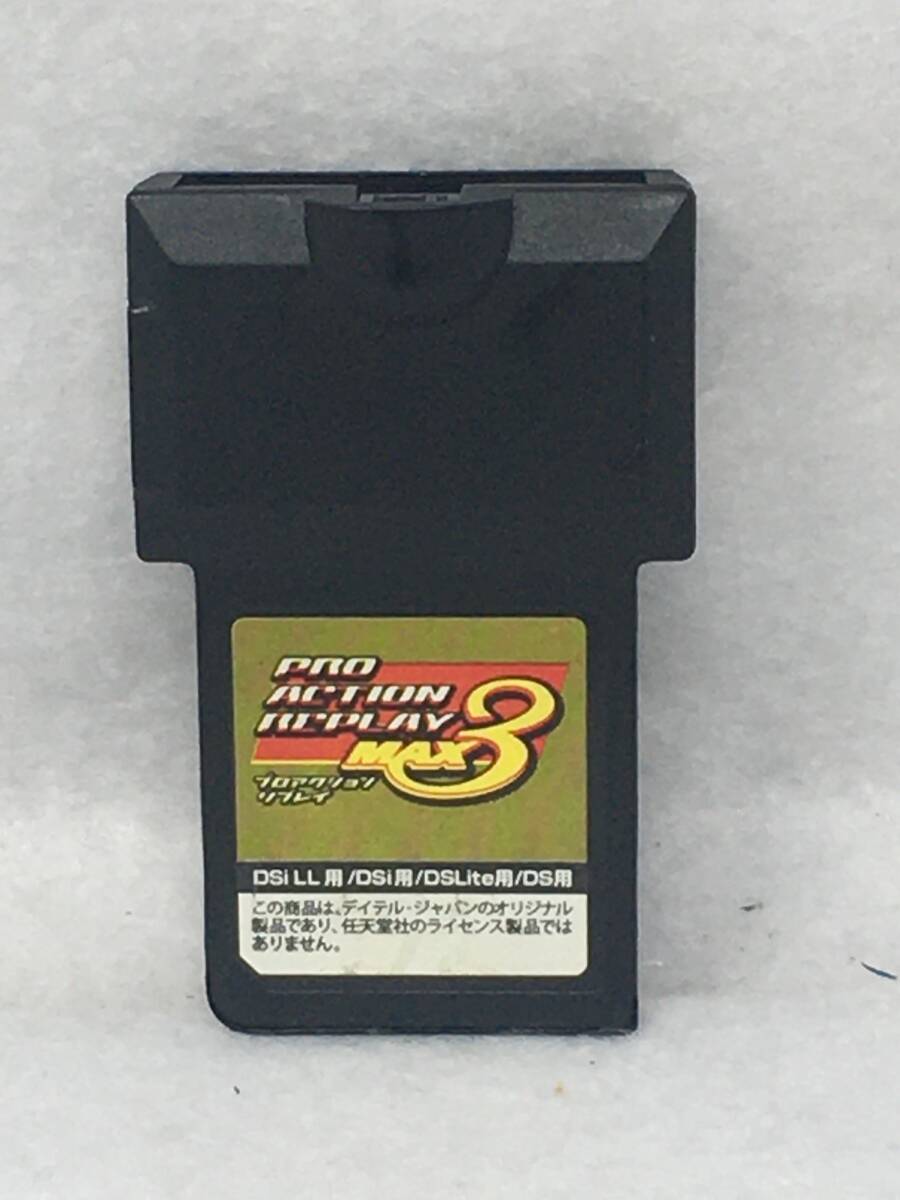 PRO
ACTION
REPLAY
MAX 3
プロアクション
リプレイ
DSi LL用/DSi用/DSLite用/DS用
この商品は、デイテル・ジャパンのオリジナル
製品であり、任天堂社のライセンス製品では
ありません。